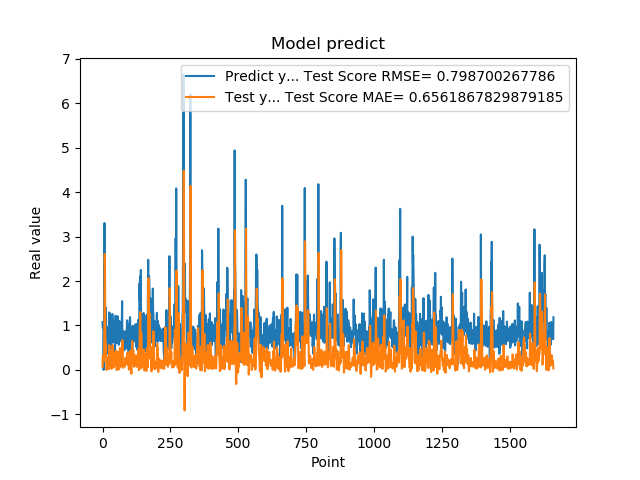 Model predict
Predict y... Test Score RMSE= 0.798700267786
Test y... Test Score MAE= 0.6561867829879185
7
6
5
4
3
2
1
0
−1
Real value
0 250 500 750 1000 1250 1500
Point